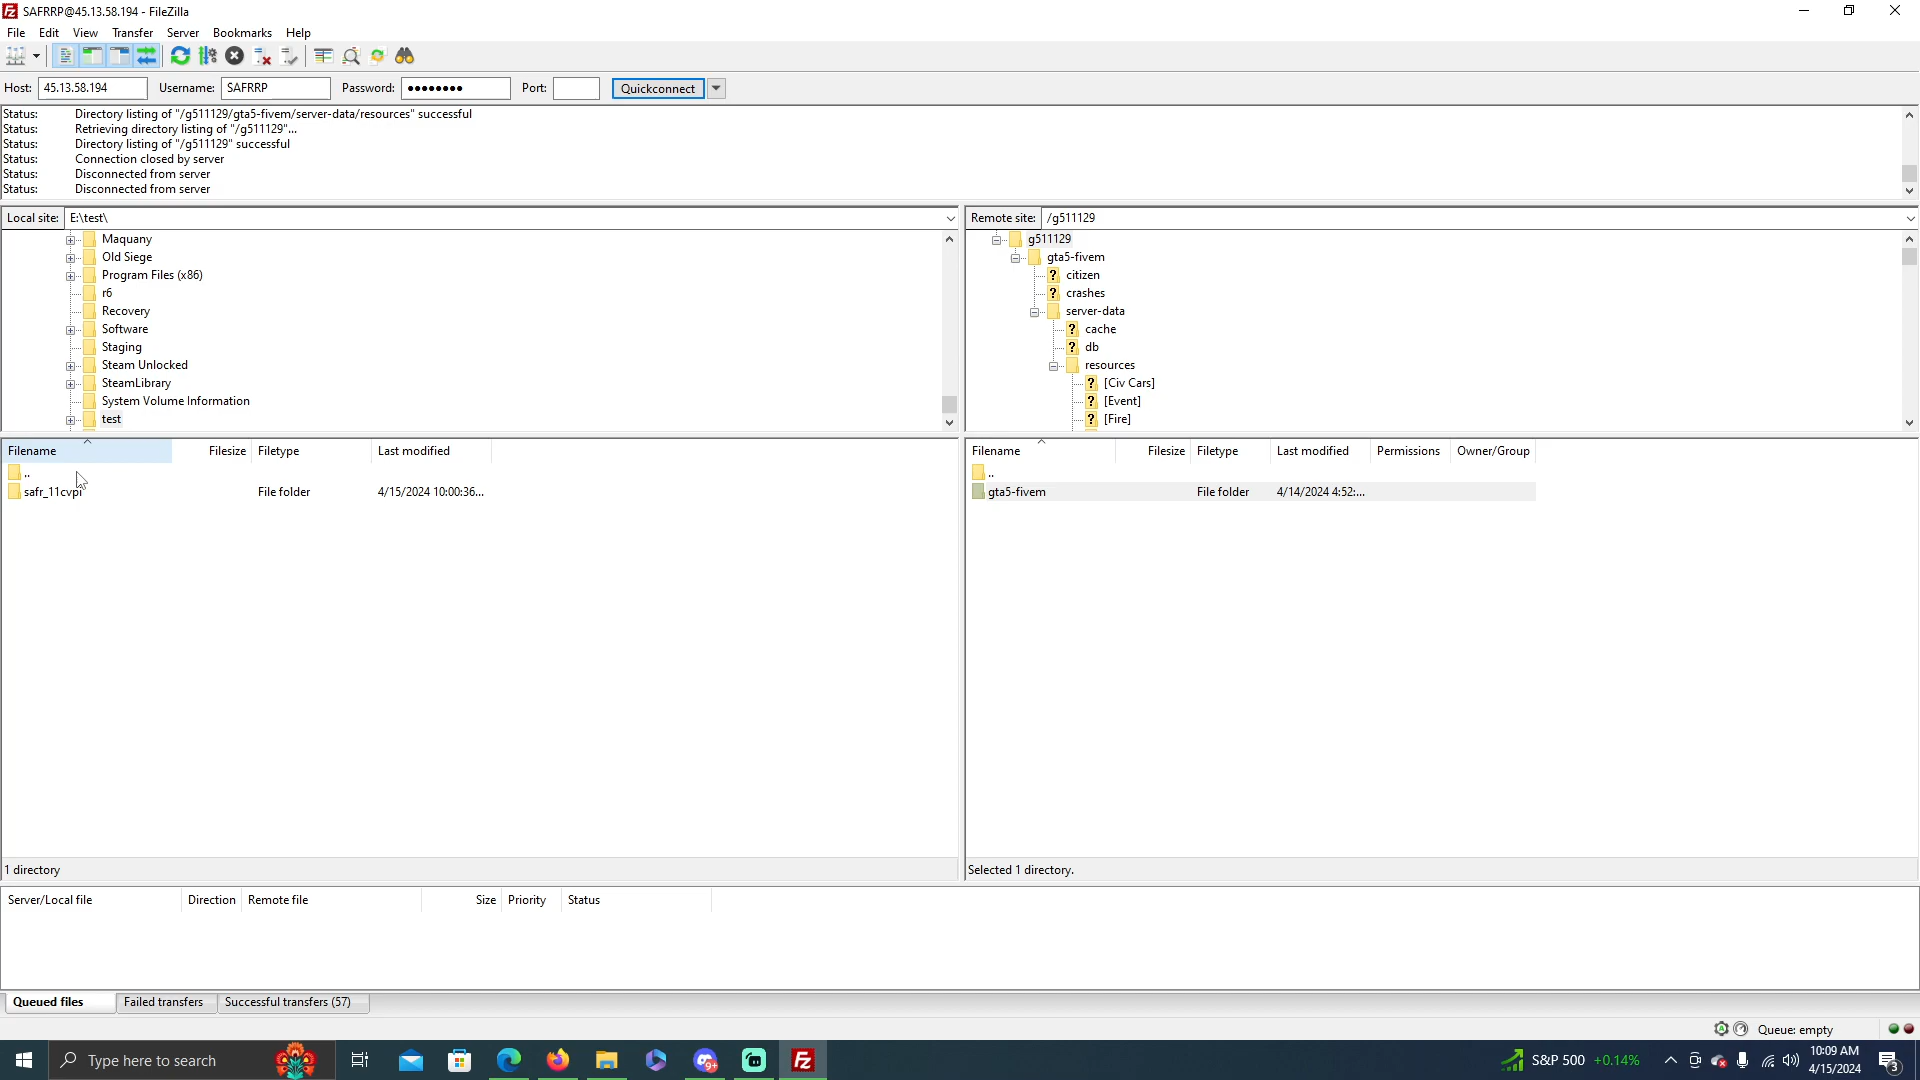 SAFRRP@45.13.58.194 - FileZilla
File Edit View Transfer Server Bookmarks Help
Host: 45.13.58.194 Username: SAFRRP Password: ●●●●●●●● Port: Quickconnect
Status: Directory listing of "/g511129/gta5-fivem/server-data/resources" successful
Status: Retrieving directory listing of "/g511129"...
Status: Directory listing of "/g511129" successful
Status: Connection closed by server
Status: Disconnected from server
Status: Disconnected from server
Local site: E:\test\
Maquany
Old Siege
Program Files (x86)
r6
Recovery
Software
Staging
Steam Unlocked
SteamLibrary
System Volume Information
test
Remote site: /g511129
g511129
gta5-fivem
citizen
crashes
server-data
cache
db
resources
[Civ Cars]
[Event]
[Fire]
Filename Filesize Filetype Last modified
..
safr_11cvpi File folder 4/15/2024 10:00:36...
1 directory
Filename Filesize Filetype Last modified Permissions Owner/Group
..
gta5-fivem File folder 4/14/2024 4:52:...
Selected 1 directory.
Server/Local file Direction Remote file Size Priority Status
Queued files Failed transfers Successful transfers (57)
Queue: empty
Type here to search
9+
S&P 500 +0.14%
10:09 AM
4/15/2024
3